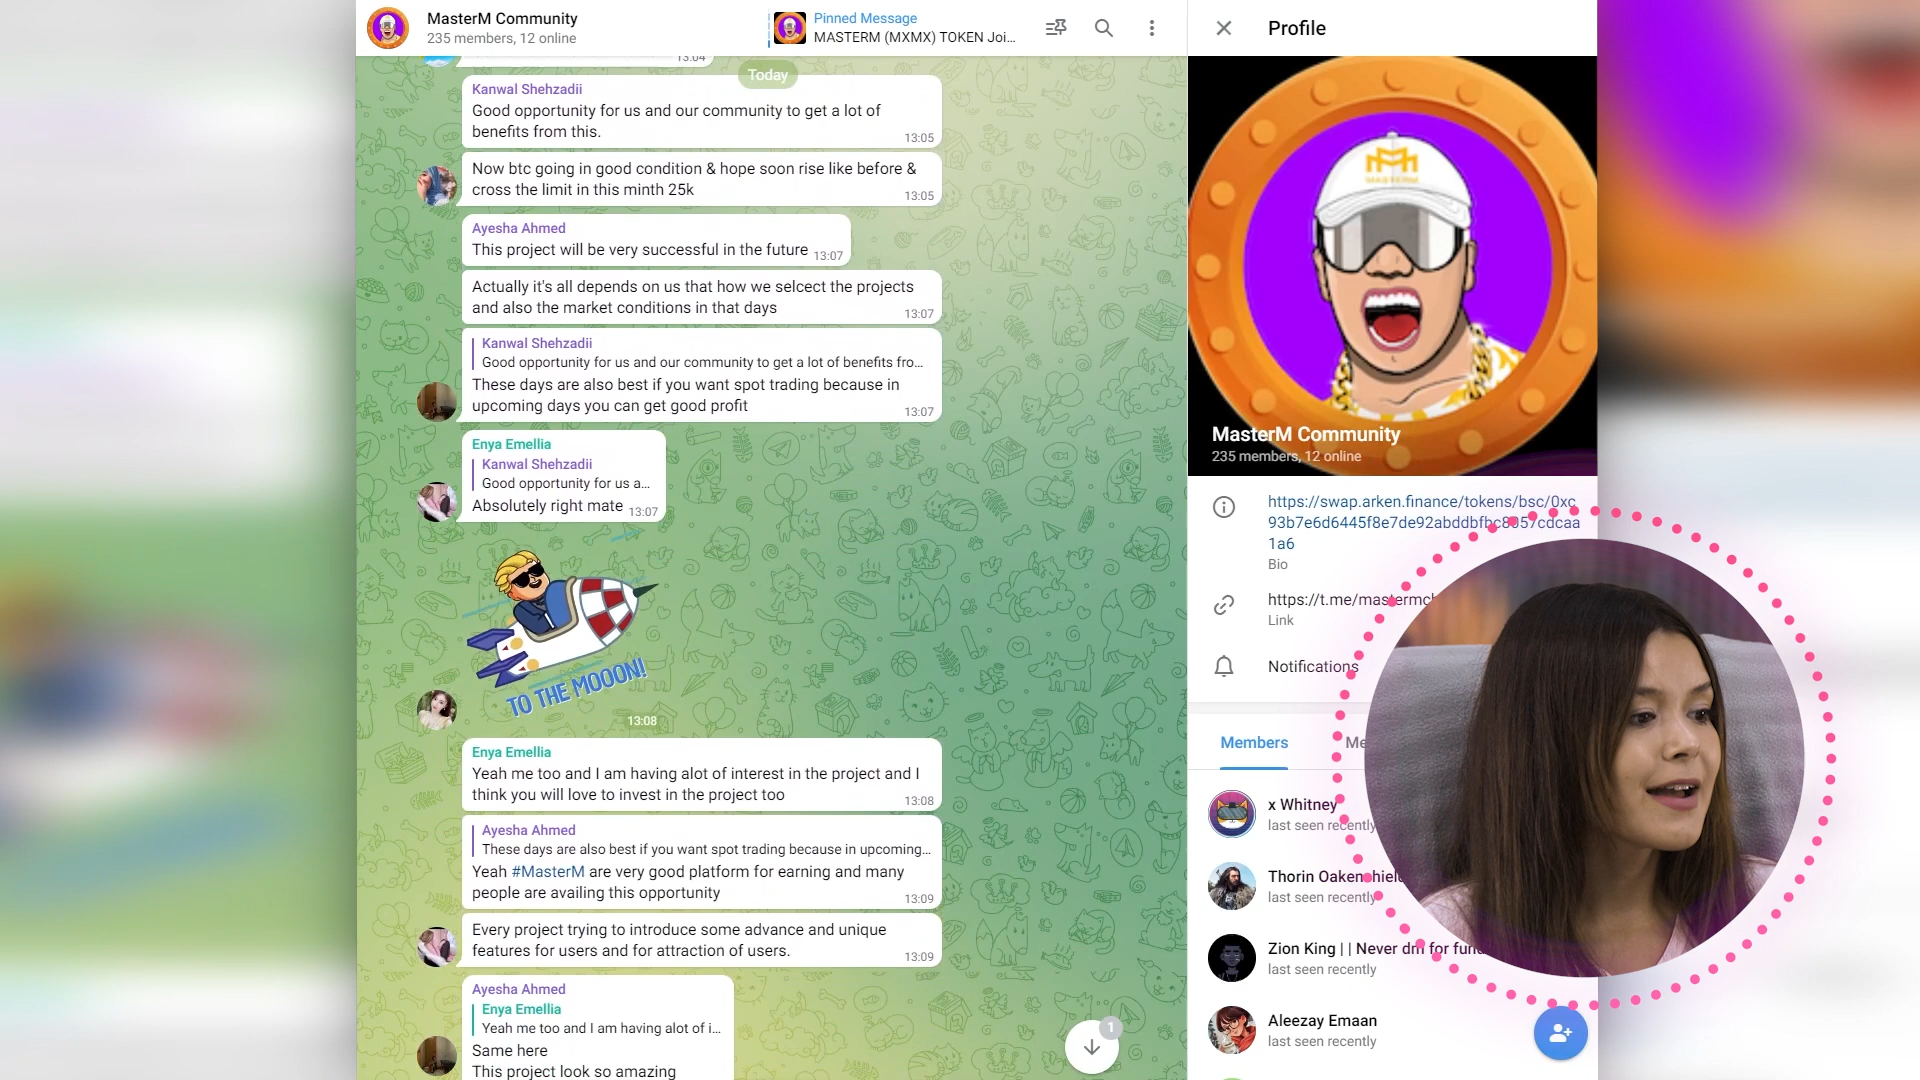 MasterM Community
235 members, 12 online
Pinned Message
MASTERM (MXMX) TOKEN Joi...
13:04
Today
Kanwal Shehzadii
Good opportunity for us and our community to get a lot of
benefits from this.
13:05
Now btc going in good condition & hope soon rise like before &
cross the limit in this minth 25k
13:05
Ayesha Ahmed
This project will be very successful in the future
13:07
Actually it's all depends on us that how we selcect the projects
and also the market conditions in that days
13:07
Kanwal Shehzadii
Good opportunity for us and our community to get a lot of benefits fro...
These days are also best if you want spot trading because in
upcoming days you can get good profit
13:07
Enya Emellia
Kanwal Shehzadii
Good opportunity for us a...
Absolutely right mate
13:07
TO THE MOOON!
13:08
Enya Emellia
Yeah me too and I am having alot of interest in the project and I
think you will love to invest in the project too
13:08
Ayesha Ahmed
These days are also best if you want spot trading because in upcoming...
Yeah #MasterM are very good platform for earning and many
people are availing this opportunity
13:09
Every project trying to introduce some advance and unique
features for users and for attraction of users.
13:09
Ayesha Ahmed
Enya Emellia
Yeah me too and I am having alot of i...
Same here
This project look so amazing
1
Profile
MASTERM
MasterM Community
235 members, 12 online
https://swap.arken.finance/tokens/bsc/0xc
93b7e6d6445f8e7de92abddbfbc8057cdcaa
1a6
Bio
https://t.me/mastermch
Link
Notifications
Members
Me
x Whitney
last seen recently
Thorin Oakenshield
last seen recently
Zion King | | Never dm for fund
last seen recently
Aleezay Emaan
last seen recently